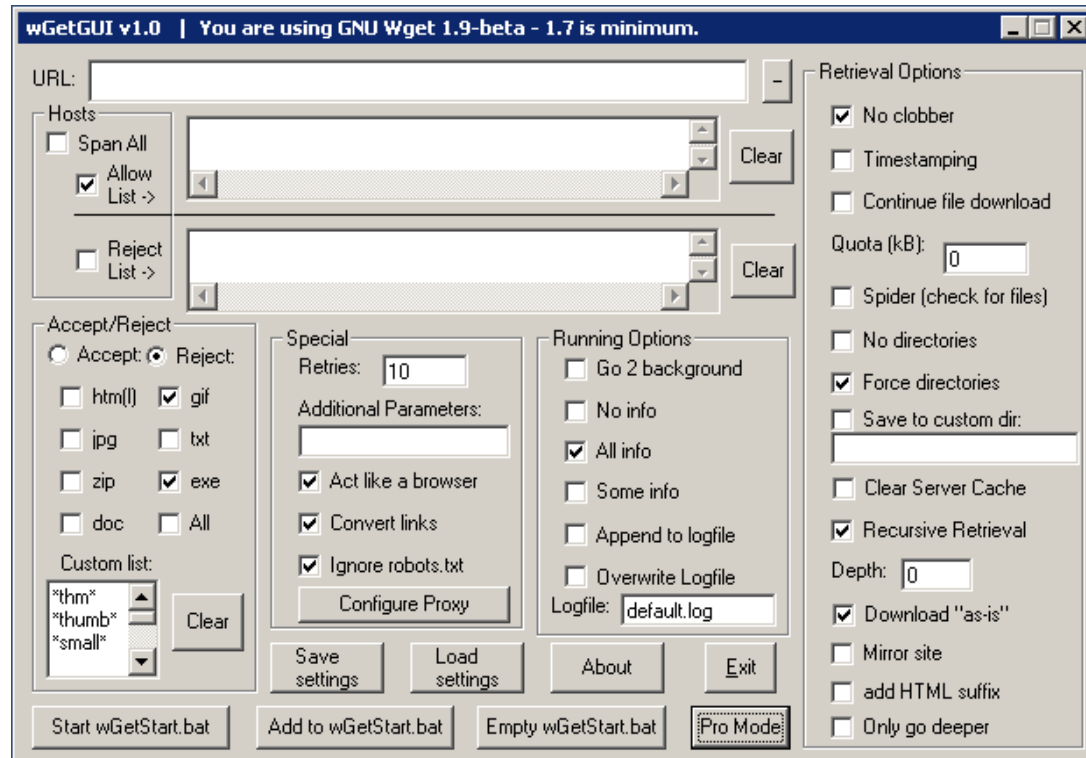 wGetGUI v1.0 | You are using GNU Wget 1.9-beta - 1.7 is minimum.
URL:
-
Hosts
Span All
Allow
List ->
Clear
Reject
List ->
Clear
Accept/Reject
Accept: Reject:
htm(l) gif
jpg txt
zip exe
doc All
Custom list:
*thm*
*thumb*
*small*
Clear
Special
Retries: 10
Additional Parameters:
Act like a browser
Convert links
Ignore robots.txt
Configure Proxy
Running Options
Go 2 background
No info
All info
Some info
Append to logfile
Overwrite Logfile
Logfile: default.log
Retrieval Options
No clobber
Timestamping
Continue file download
Quota (kB): 0
Spider (check for files)
No directories
Force directories
Save to custom dir:
Clear Server Cache
Recursive Retrieval
Depth: 0
Download "as-is"
Mirror site
add HTML suffix
Only go deeper
Save
settings
Load
settings
About
Exit
Start wGetStart.bat
Add to wGetStart.bat
Empty wGetStart.bat
Pro Mode